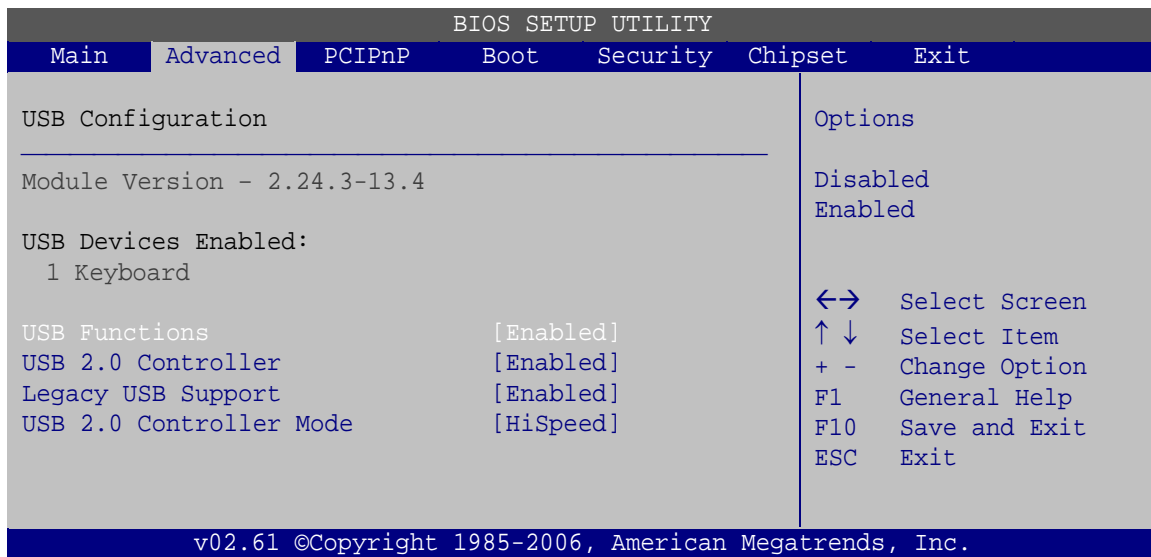 BIOS SETUP UTILITY
Main Advanced PCIPnP Boot Security Chipset Exit
USB Configuration
Module Version – 2.24.3-13.4
USB Devices Enabled:
1 Keyboard
USB Functions [Enabled]
USB 2.0 Controller [Enabled]
Legacy USB Support [Enabled]
USB 2.0 Controller Mode [HiSpeed]
Options
Disabled
Enabled
←→ Select Screen
↑ ↓ Select Item
+ - Change Option
F1 General Help
F10 Save and Exit
ESC Exit
v02.61 ©Copyright 1985-2006, American Megatrends, Inc.